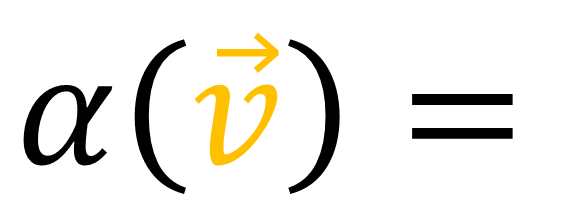 α(v⃗) =